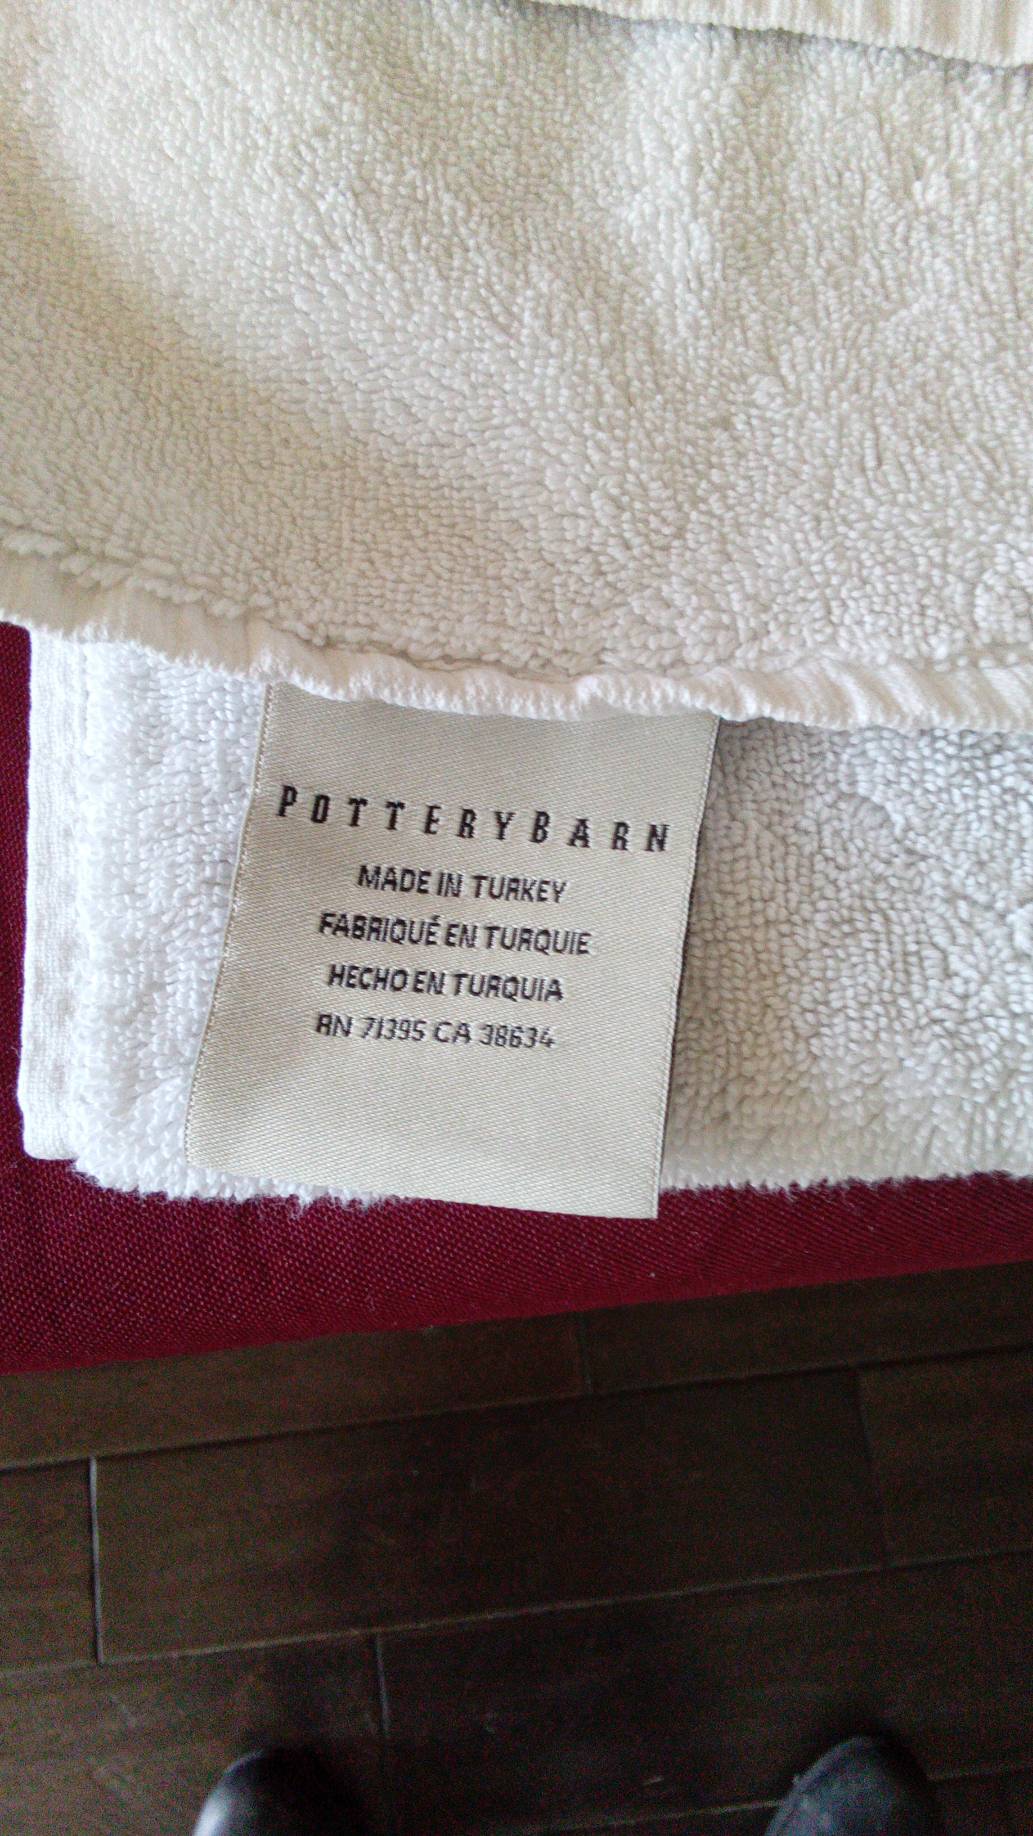 POTTERYBARN
MADE IN TURKEY
FABRIQUÉ EN TURQUIE
HECHO EN TURQUIA
RN 71395 CA 38634